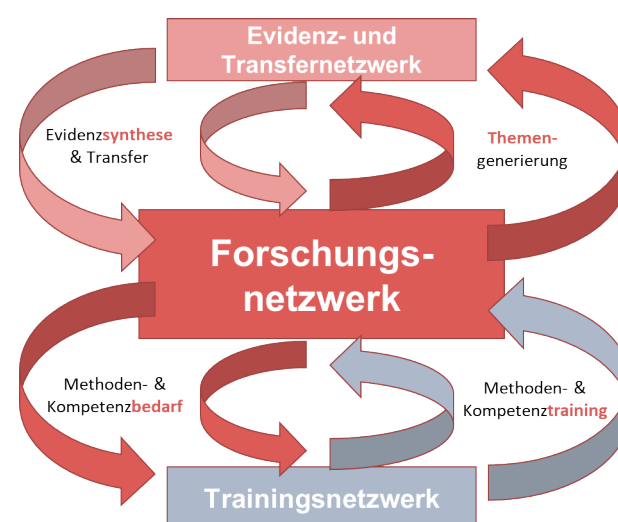 Evidenz- und
Transfernetzwerk
Evidenzsynthese
& Transfer
Themen-
generierung
Forschungs-
netzwerk
Methoden- &
Kompetenzbedarf
Methoden- &
Kompetenztraining
Trainingsnetzwerk